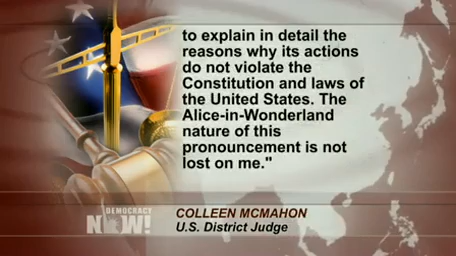 to explain in detail the
reasons why its actions
do not violate the
Constitution and laws of
the United States. The
Alice-in-Wonderland
nature of this
pronouncement is not
lost on me."
DEMOCRACY
NOW!
COLLEEN MCMAHON
U.S. District Judge